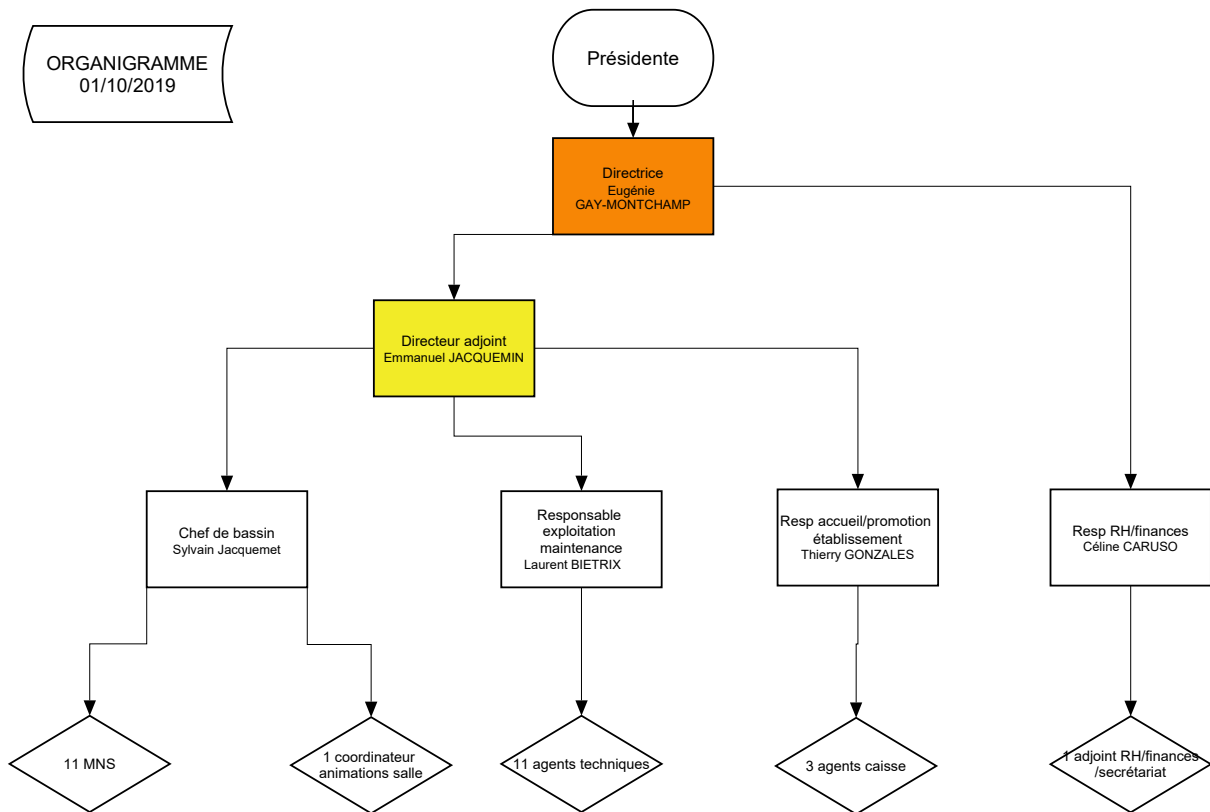 ORGANIGRAMME
01/10/2019
Présidente
Directrice
Eugénie
GAY-MONTCHAMP
Directeur adjoint
Emmanuel JACQUEMIN
Chef de bassin
Sylvain Jacquemet
Responsable
exploitation
maintenance
Laurent BIETRIX
Resp accueil/promotion
établissement
Thierry GONZALES
Resp RH/finances
Céline CARUSO
11 MNS
1 coordinateur
animations salle
11 agents techniques
3 agents caisse
1 adjoint RH/finances
/secrétariat